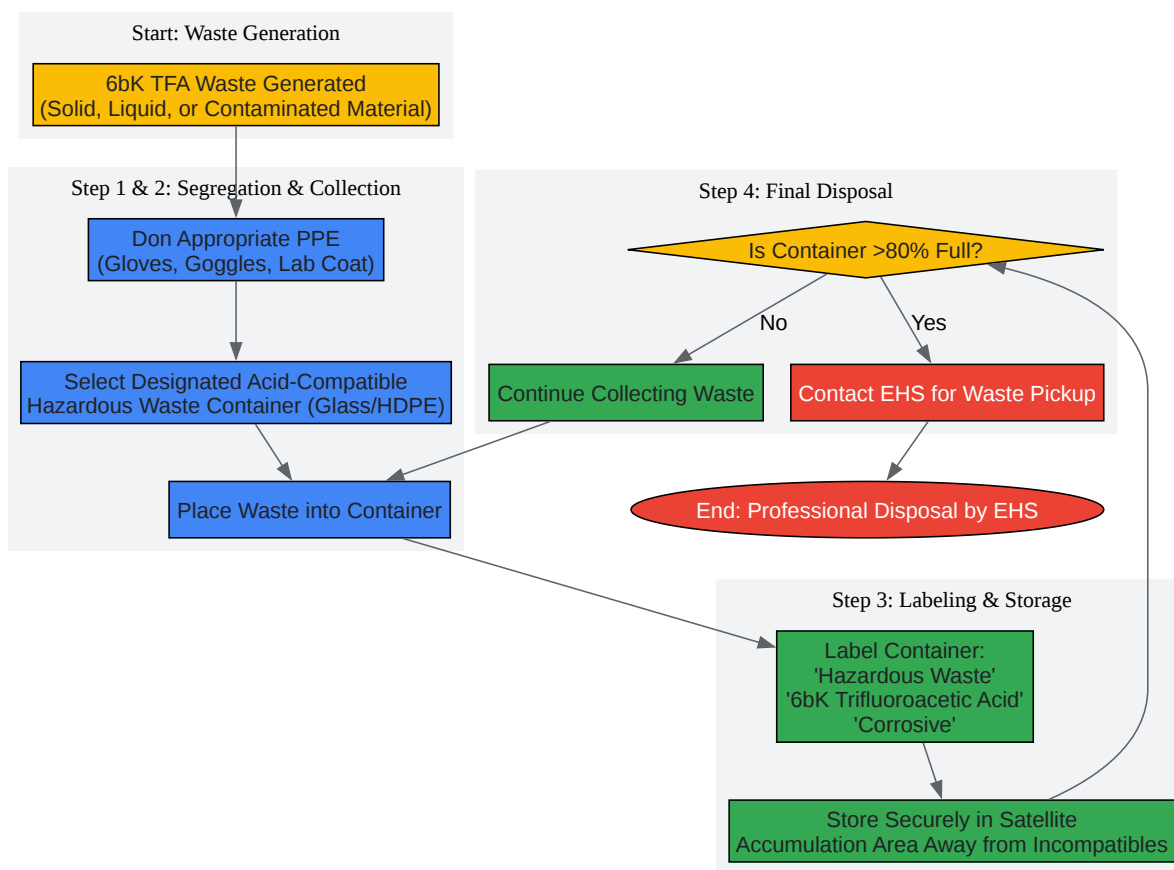 Start: Waste Generation
6bK TFA Waste Generated
(Solid, Liquid, or Contaminated Material)
Step 1 & 2: Segregation & Collection
Don Appropriate PPE
(Gloves, Goggles, Lab Coat)
Select Designated Acid-Compatible
Hazardous Waste Container (Glass/HDPE)
Place Waste into Container
Step 4: Final Disposal
Is Container >80% Full?
No
Yes
Continue Collecting Waste
Contact EHS for Waste Pickup
End: Professional Disposal by EHS
Step 3: Labeling & Storage
Label Container:
'Hazardous Waste'
'6bK Trifluoroacetic Acid'
'Corrosive'
Store Securely in Satellite
Accumulation Area Away from Incompatibles